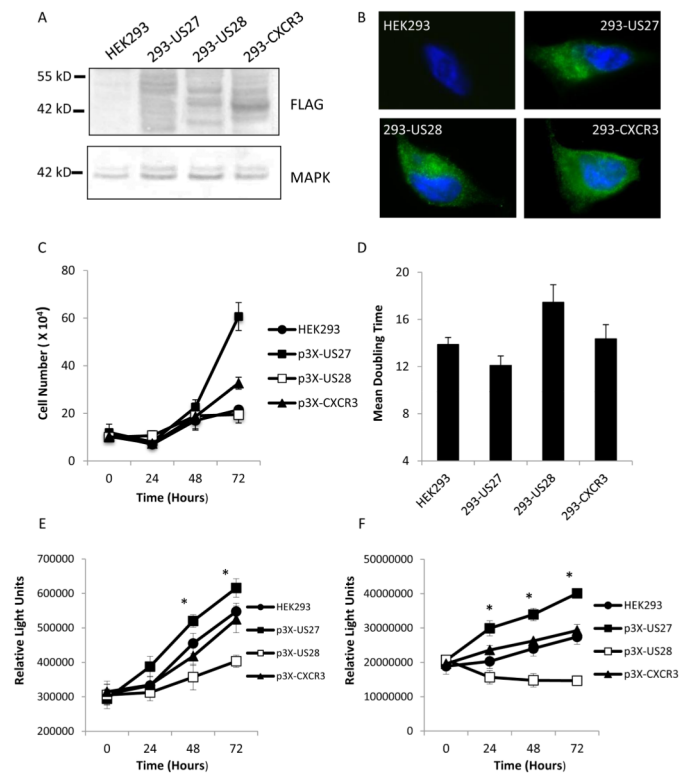 A
HEK293
293-US27
293-US28
293-CXCR3
55 kD
42 kD
FLAG
42 kD
MAPK
B
HEK293
293-US27
293-US28
293-CXCR3
C
Cell Number ( X 10⁴)
80
60
40
20
0
0 24 48 72
Time (Hours)
HEK293
p3X-US27
p3X-US28
p3X-CXCR3
D
Mean Doubling Time
20
16
12
8
4
HEK293
293-US27
293-US28
293-CXCR3
E
Relative Light Units
700000
600000
500000
400000
300000
200000
* *
0 24 48 72
Time (Hours)
HEK293
p3X-US27
p3X-US28
p3X-CXCR3
F
Relative Light Units
50000000
40000000
30000000
20000000
10000000
0
* * *
0 24 48 72
Time (Hours)
HEK293
p3X-US27
p3X-US28
p3X-CXCR3